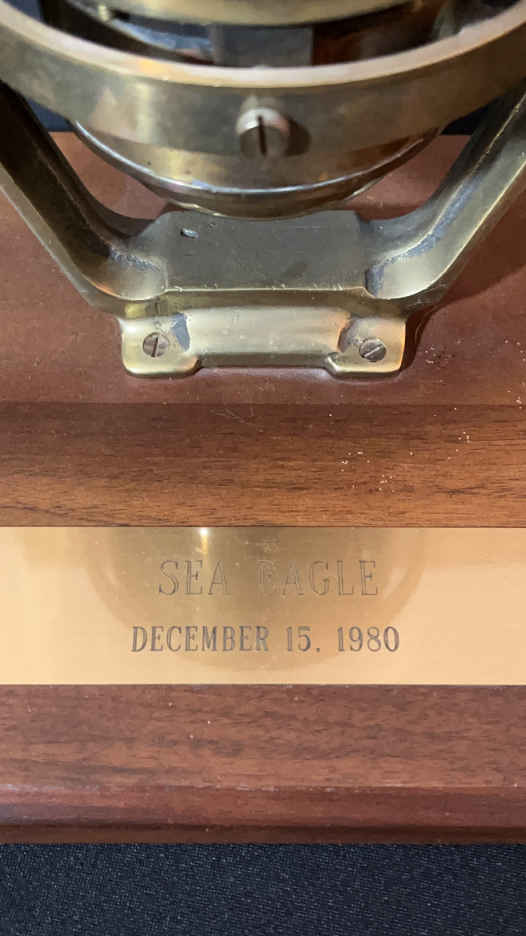 SEA EAGLE
DECEMBER 15, 1980